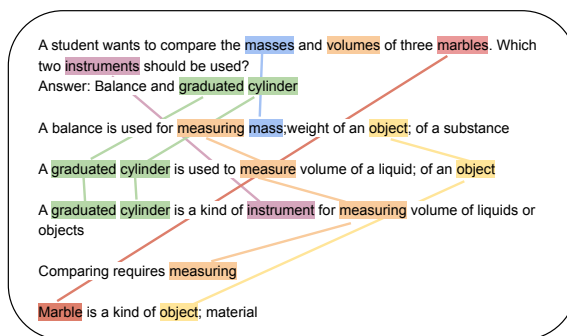 A student wants to compare the masses and volumes of three marbles. Which
two instruments should be used?
Answer: Balance and graduated cylinder
A balance is used for measuring mass;weight of an object; of a substance
A graduated cylinder is used to measure volume of a liquid; of an object
A graduated cylinder is a kind of instrument for measuring volume of liquids or
objects
Comparing requires measuring
Marble is a kind of object; material